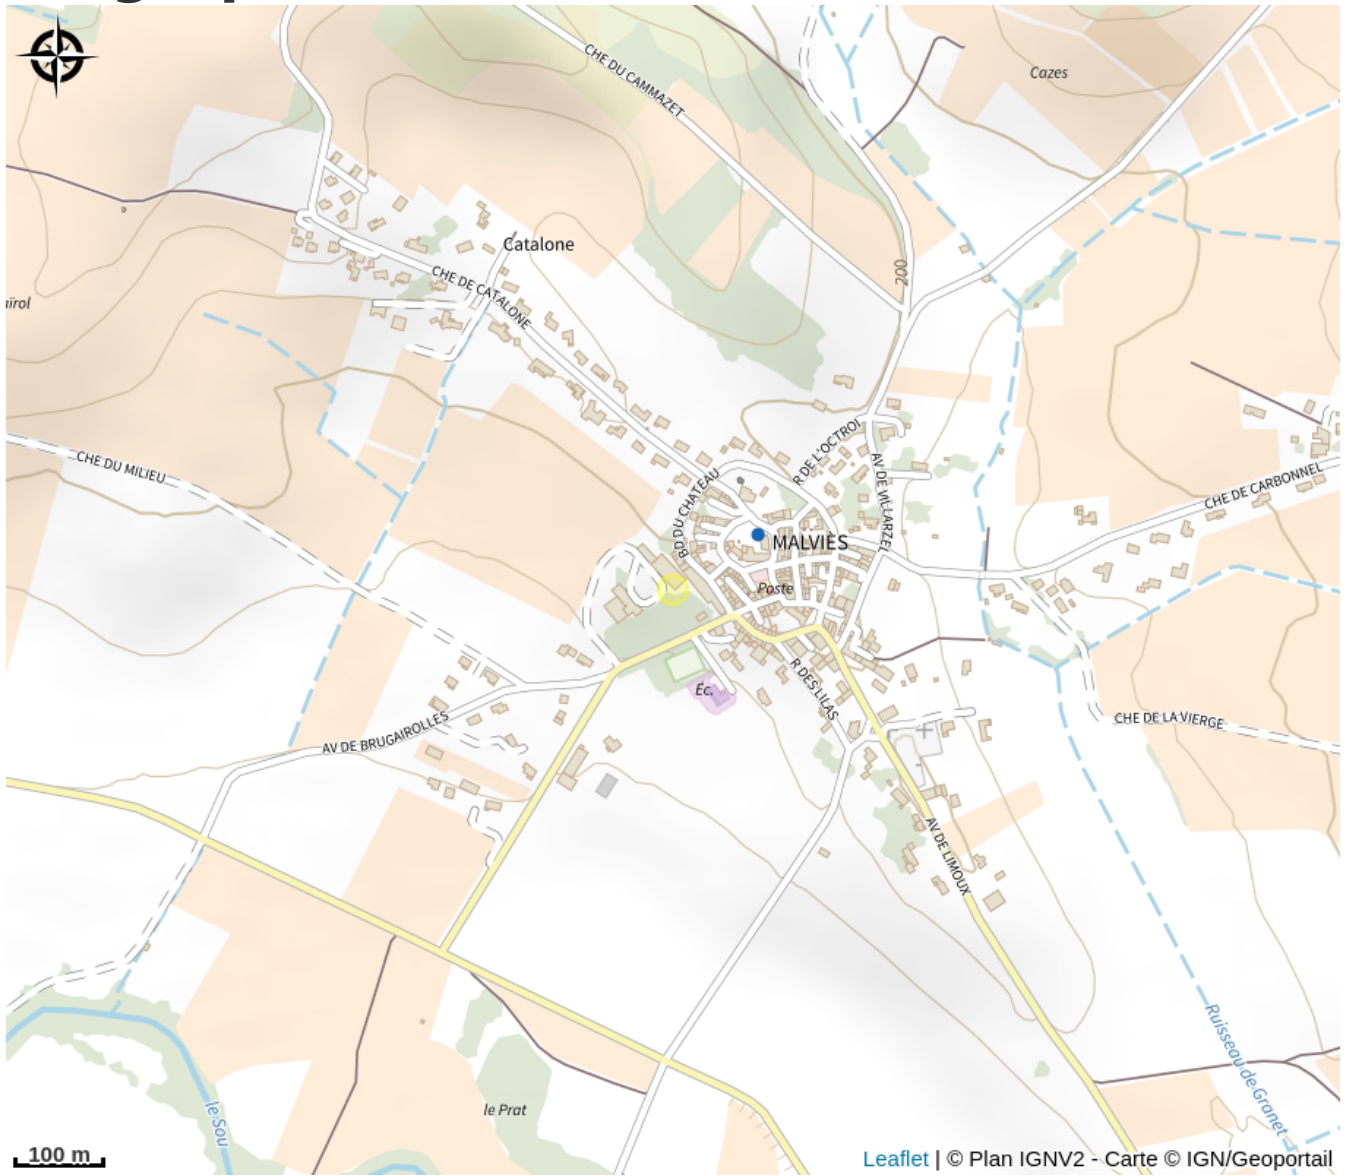 CHE DU CAMMAZET
Cazes
Catalone
CHE DE CATALONE
200
R DE L'OCTROI
AV DE VILLARZEL
BD DU CHATEAU
CHE DU MILIEU
CHE DE CARBONNEL
MALVIES
Poste
Éc.
R DES LILAS
AV DE BRUGAIROLLES
CHE DE LA VIERGE
AV DE LIMOUX
Ruisseau de Granet
le Sou
le Prat
100 m
Leaflet | © Plan IGNV2 - Carte © IGN/Geoportail